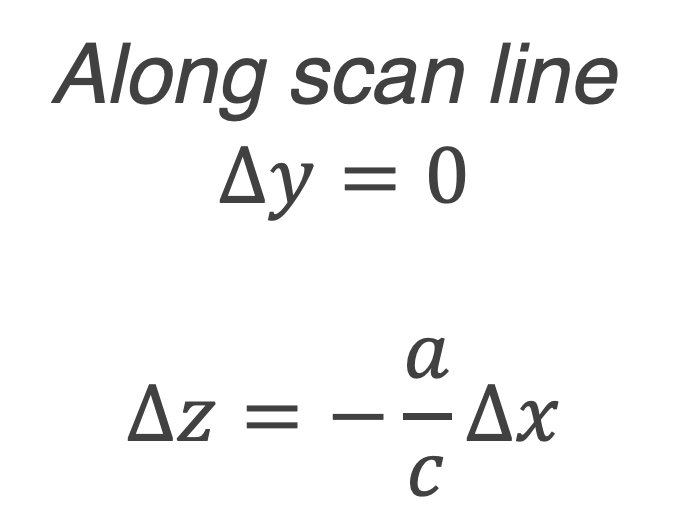 Along scan line
Δy = 0
Δz = −a/c Δx